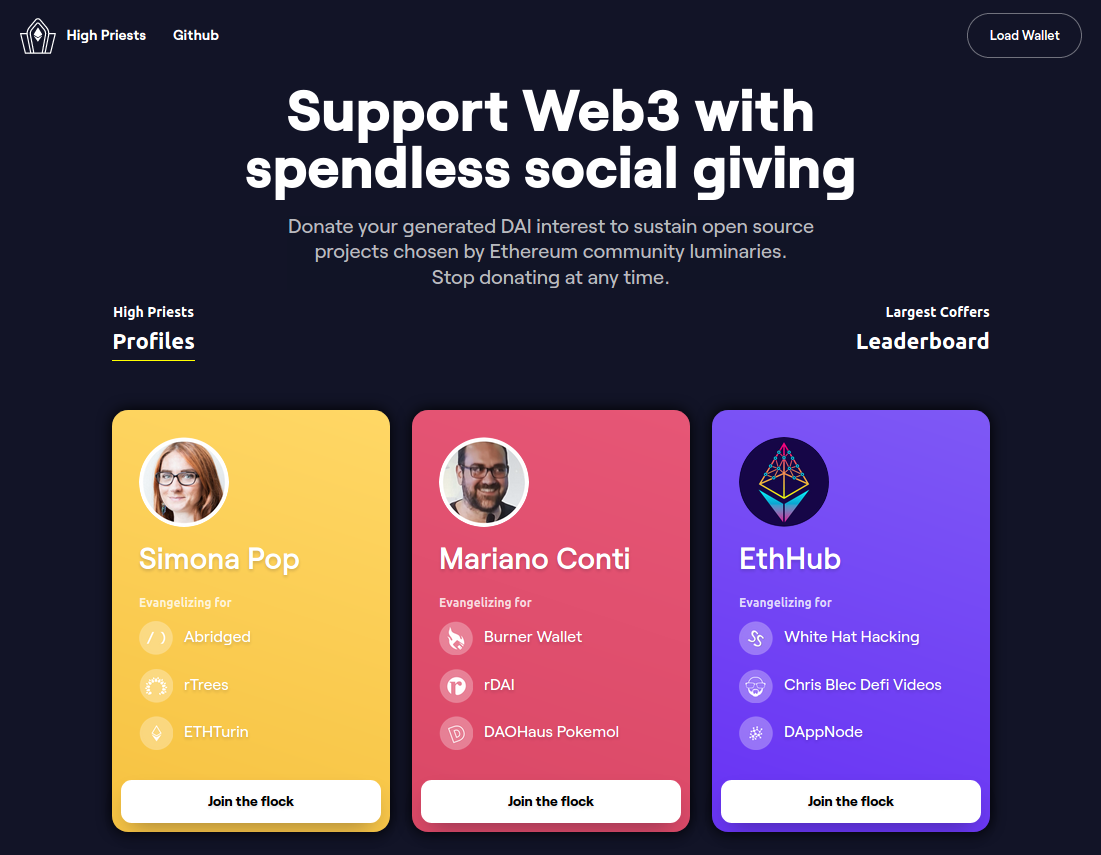 High Priests
Github
Load Wallet
Support Web3 with
spendless social giving
Donate your generated DAI interest to sustain open source
projects chosen by Ethereum community luminaries.
Stop donating at any time.
High Priests
Profiles
Largest Coffers
Leaderboard
Simona Pop
Evangelizing for
Abridged
rTrees
ETHTurin
Join the flock
Mariano Conti
Evangelizing for
Burner Wallet
rDAI
DAOHaus Pokemol
Join the flock
EthHub
Evangelizing for
White Hat Hacking
Chris Blec Defi Videos
DAppNode
Join the flock